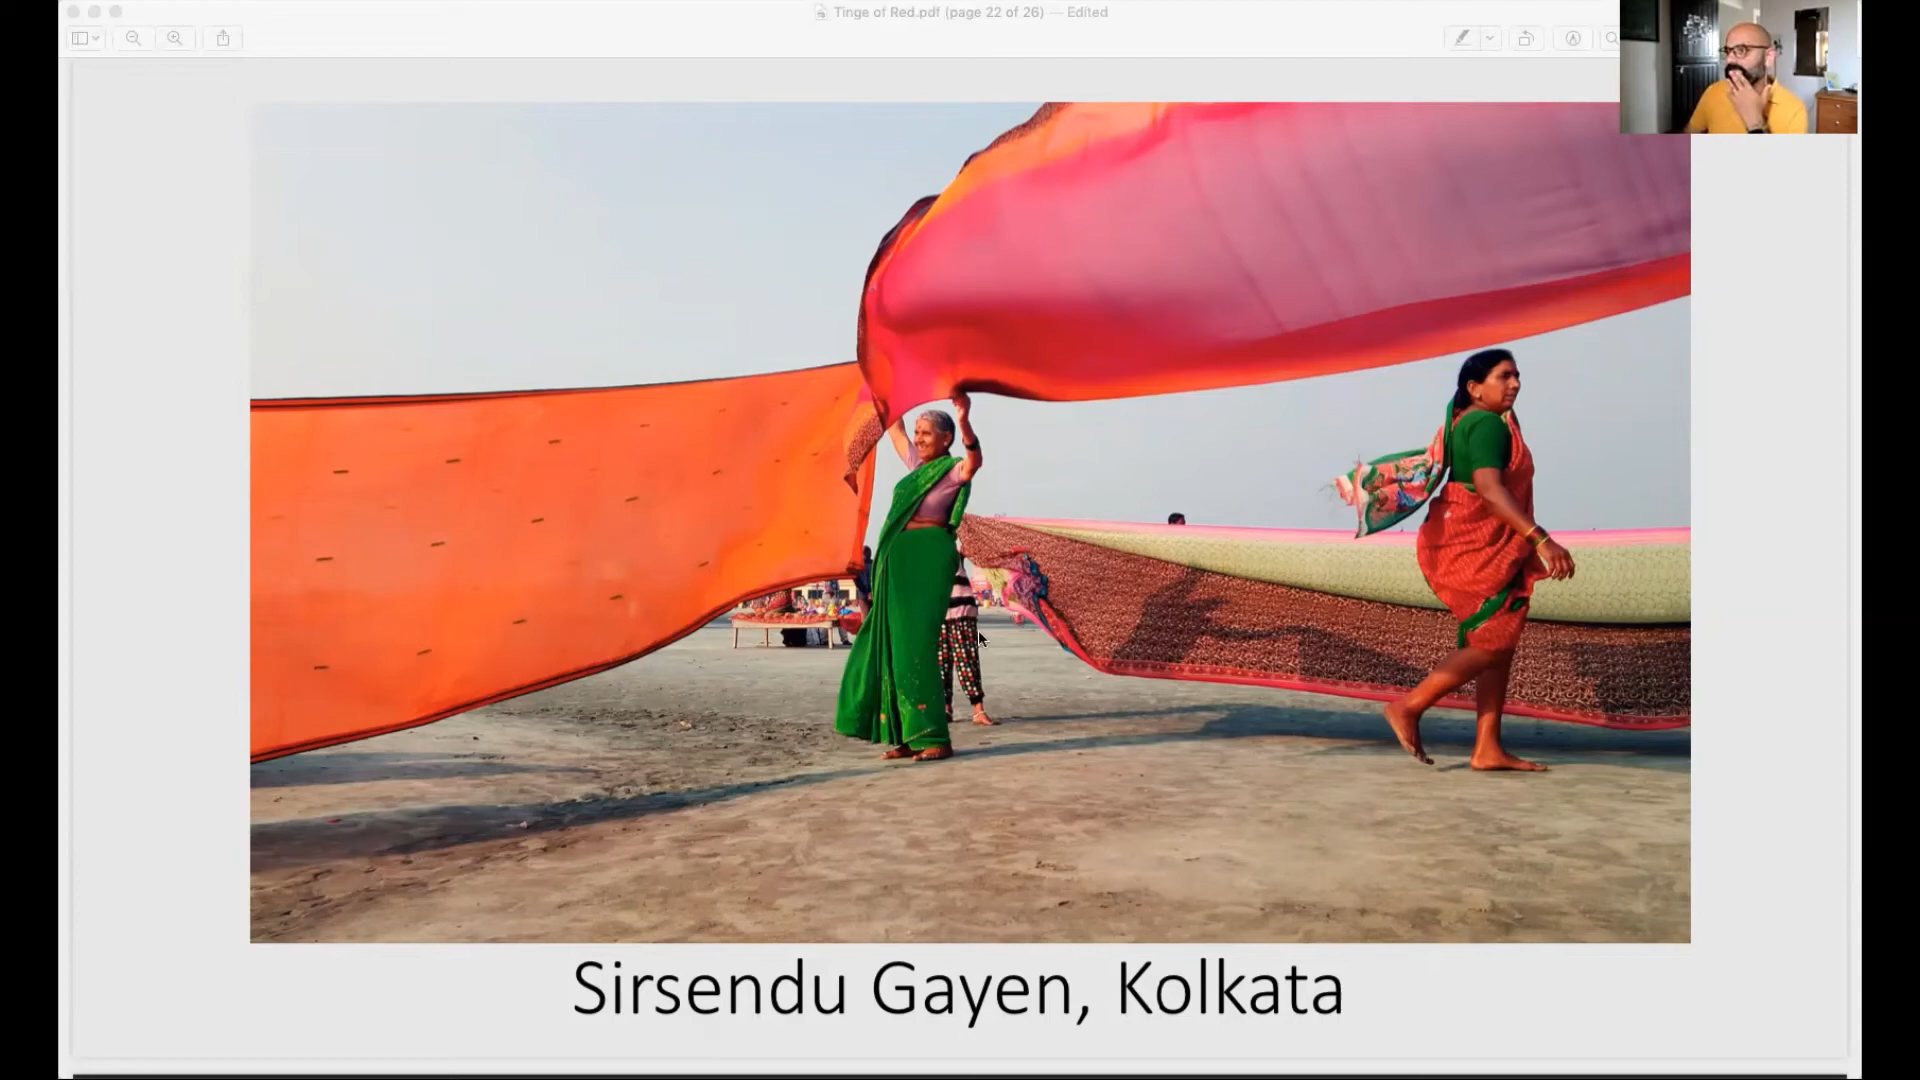 Tinge of Red.pdf (page 22 of 26) — Edited
Sirsendu Gayen, Kolkata